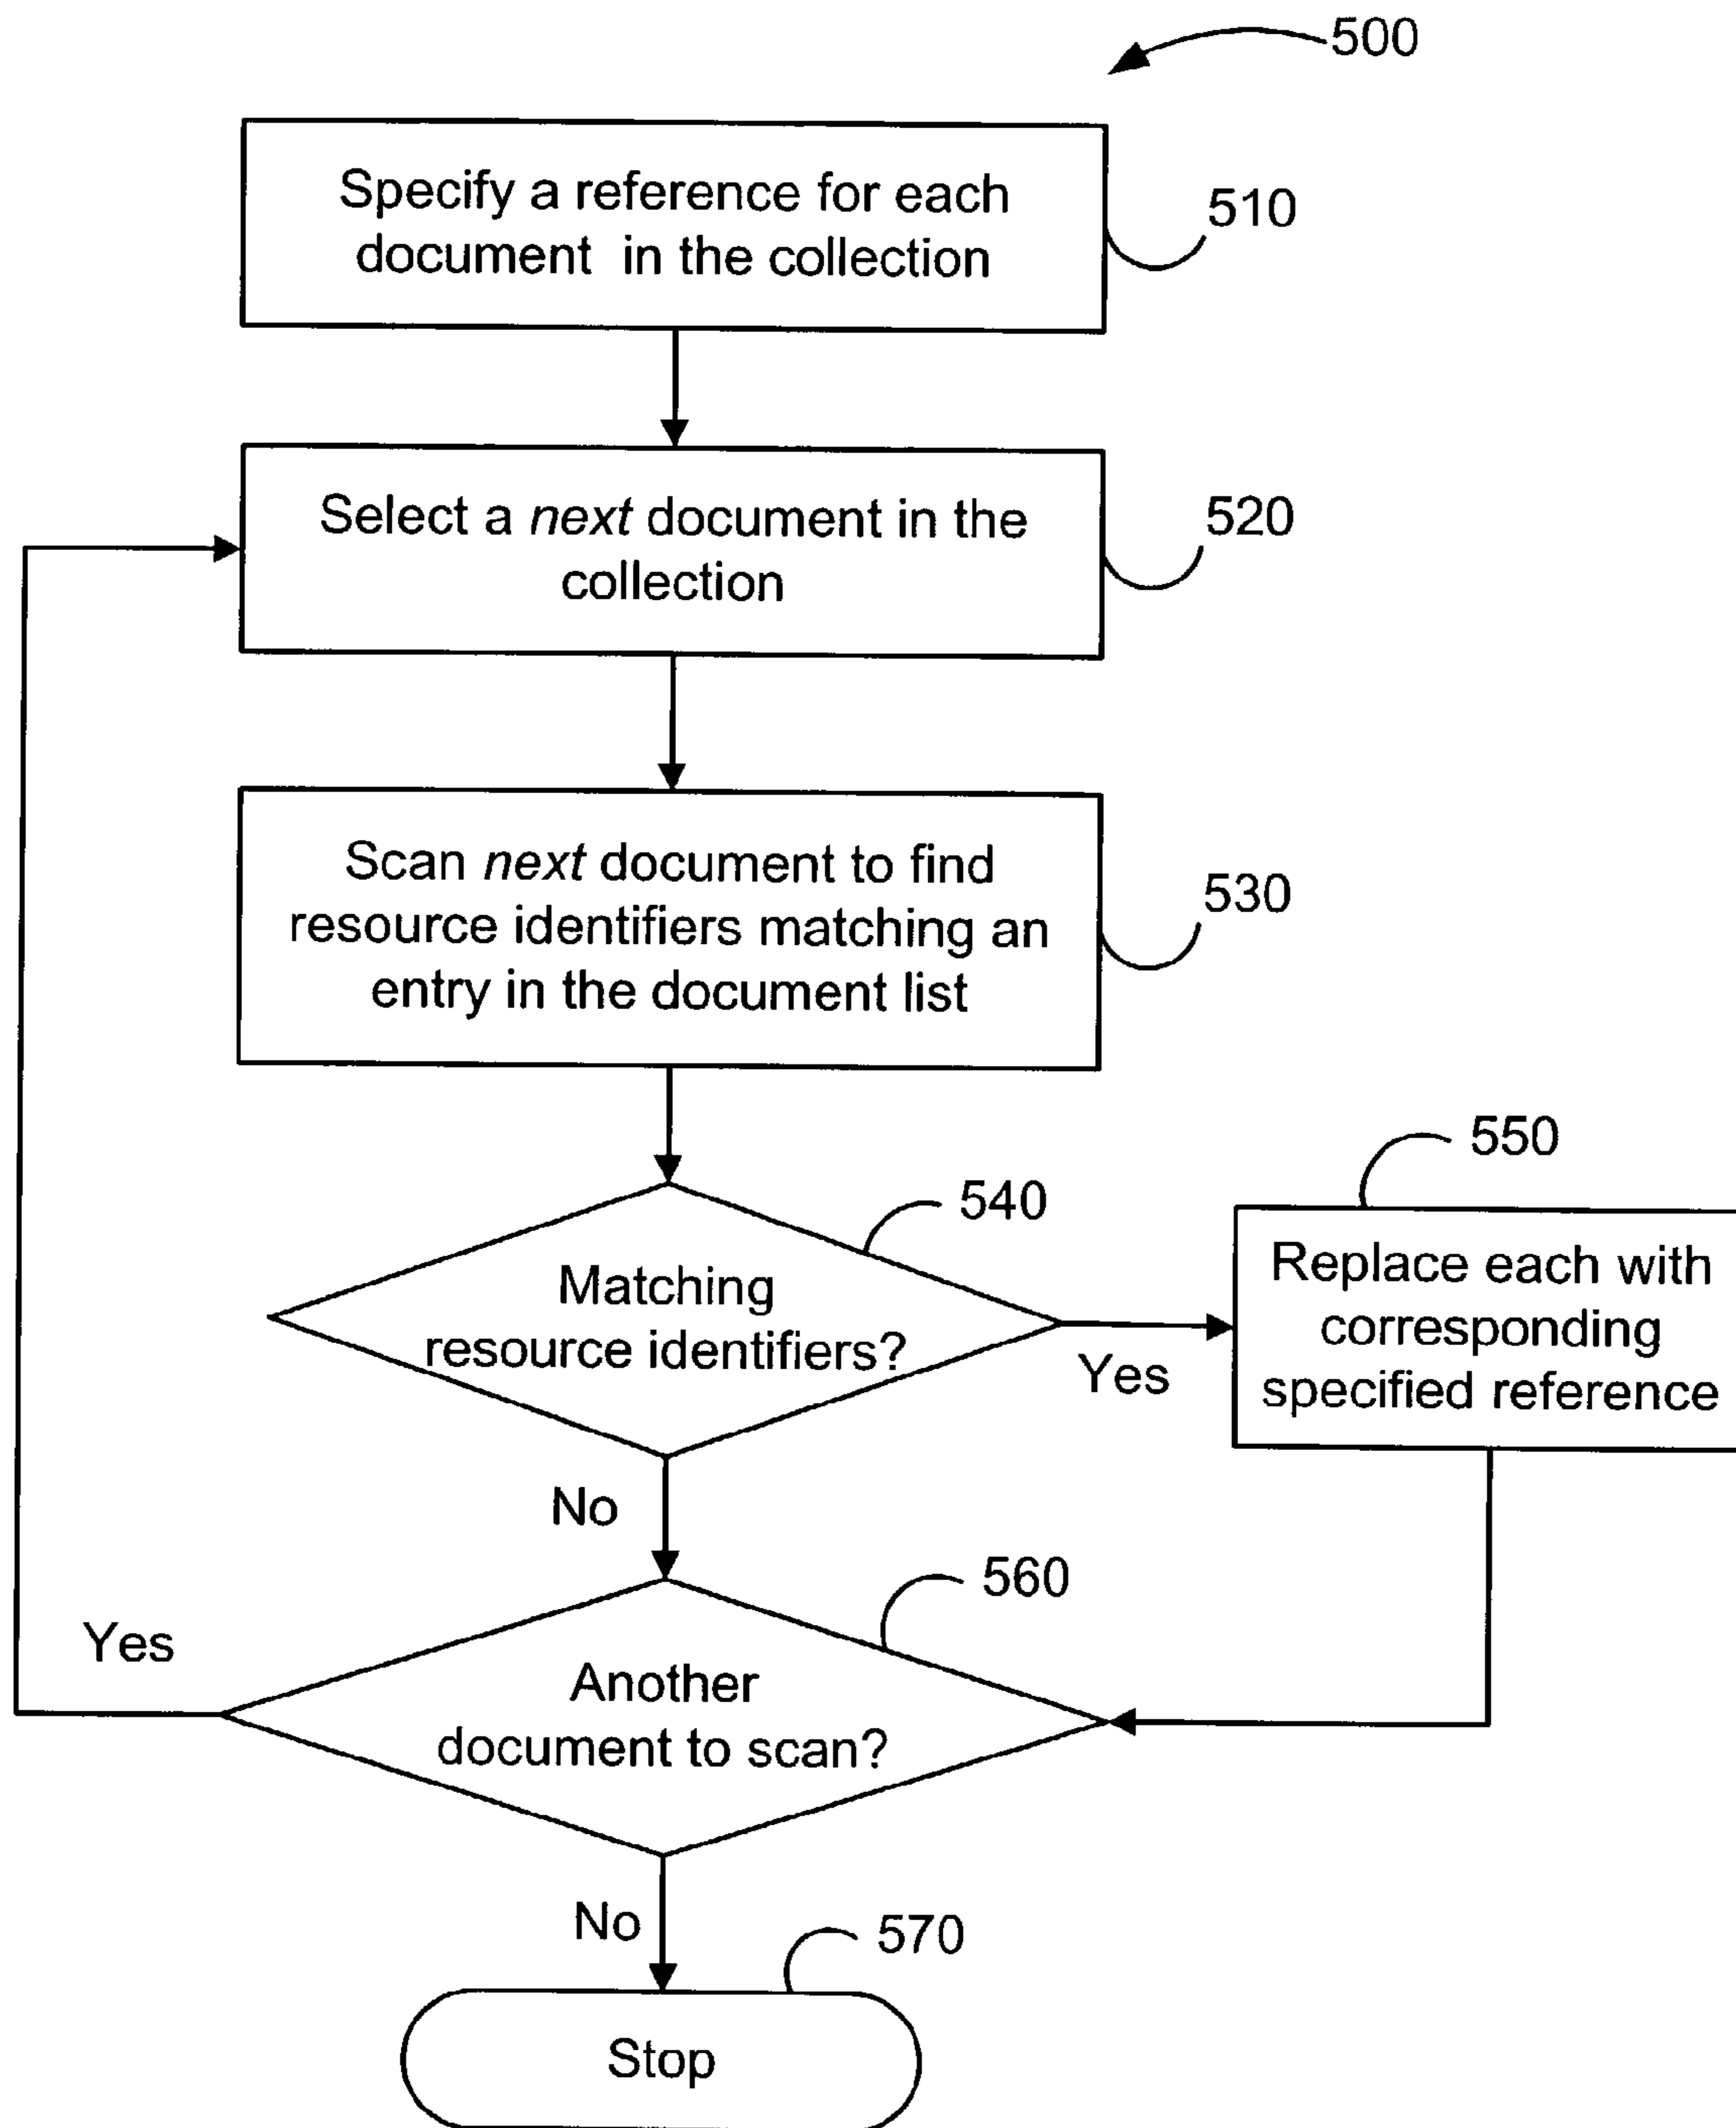 500
Specify a reference for each
document in the collection
510
Select a next document in the
collection
520
Scan next document to find
resource identifiers matching an
entry in the document list
530
540
Matching
resource identifiers?
Yes
550
Replace each with
corresponding
specified reference
No
560
Yes
Another
document to scan?
No
570
Stop